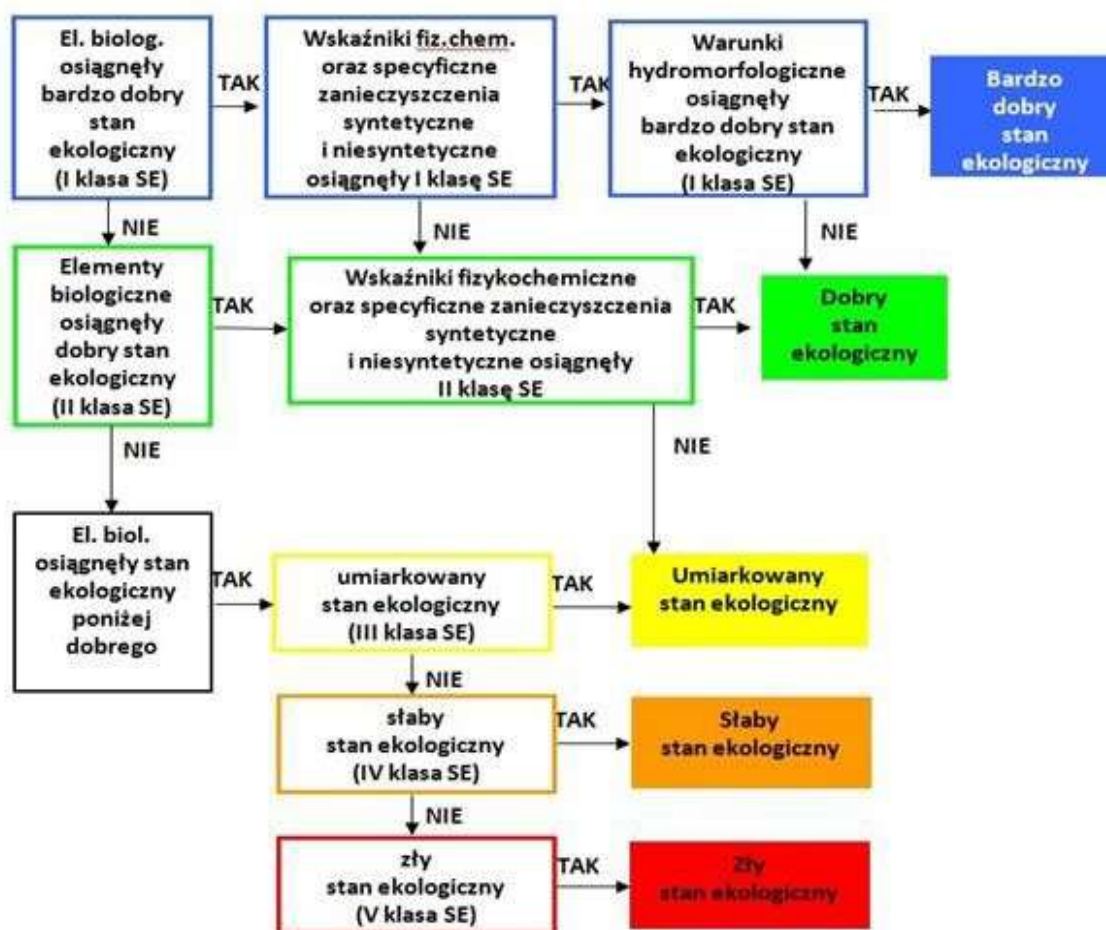 El. biolog.
osiągnęły
bardzo dobry
stan
ekologiczny
(I klasa SE)
TAK
Wskaźniki fiz.chem.
oraz specyficzne
zanieczyszczenia
syntetyczne
i niesyntetyczne
osiągnęły I klasę SE
TAK
Warunki
hydromorfologiczne
osiągnęły
bardzo dobry stan
ekologiczny
(I klasa SE)
TAK
Bardzo
dobry
stan
ekologiczny
NIE
NIE
NIE
Elementy
biologiczne
osiągnęły
dobry stan
ekologiczny
(II klasa SE)
TAK
Wskaźniki fizykochemiczne
oraz specyficzne zanieczyszczenia
syntetyczne
i niesyntetyczne osiągnęły
II klasę SE
TAK
Dobry
stan
ekologiczny
NIE
NIE
El. biol.
osiągnęły stan
ekologiczny
poniżej
dobrego
TAK
umiarkowany
stan ekologiczny
(III klasa SE)
TAK
Umiarkowany
stan ekologiczny
NIE
słaby
stan ekologiczny
(IV klasa SE)
TAK
Słaby
stan ekologiczny
NIE
zły
stan ekologiczny
(V klasa SE)
TAK
Zły
stan ekologiczny